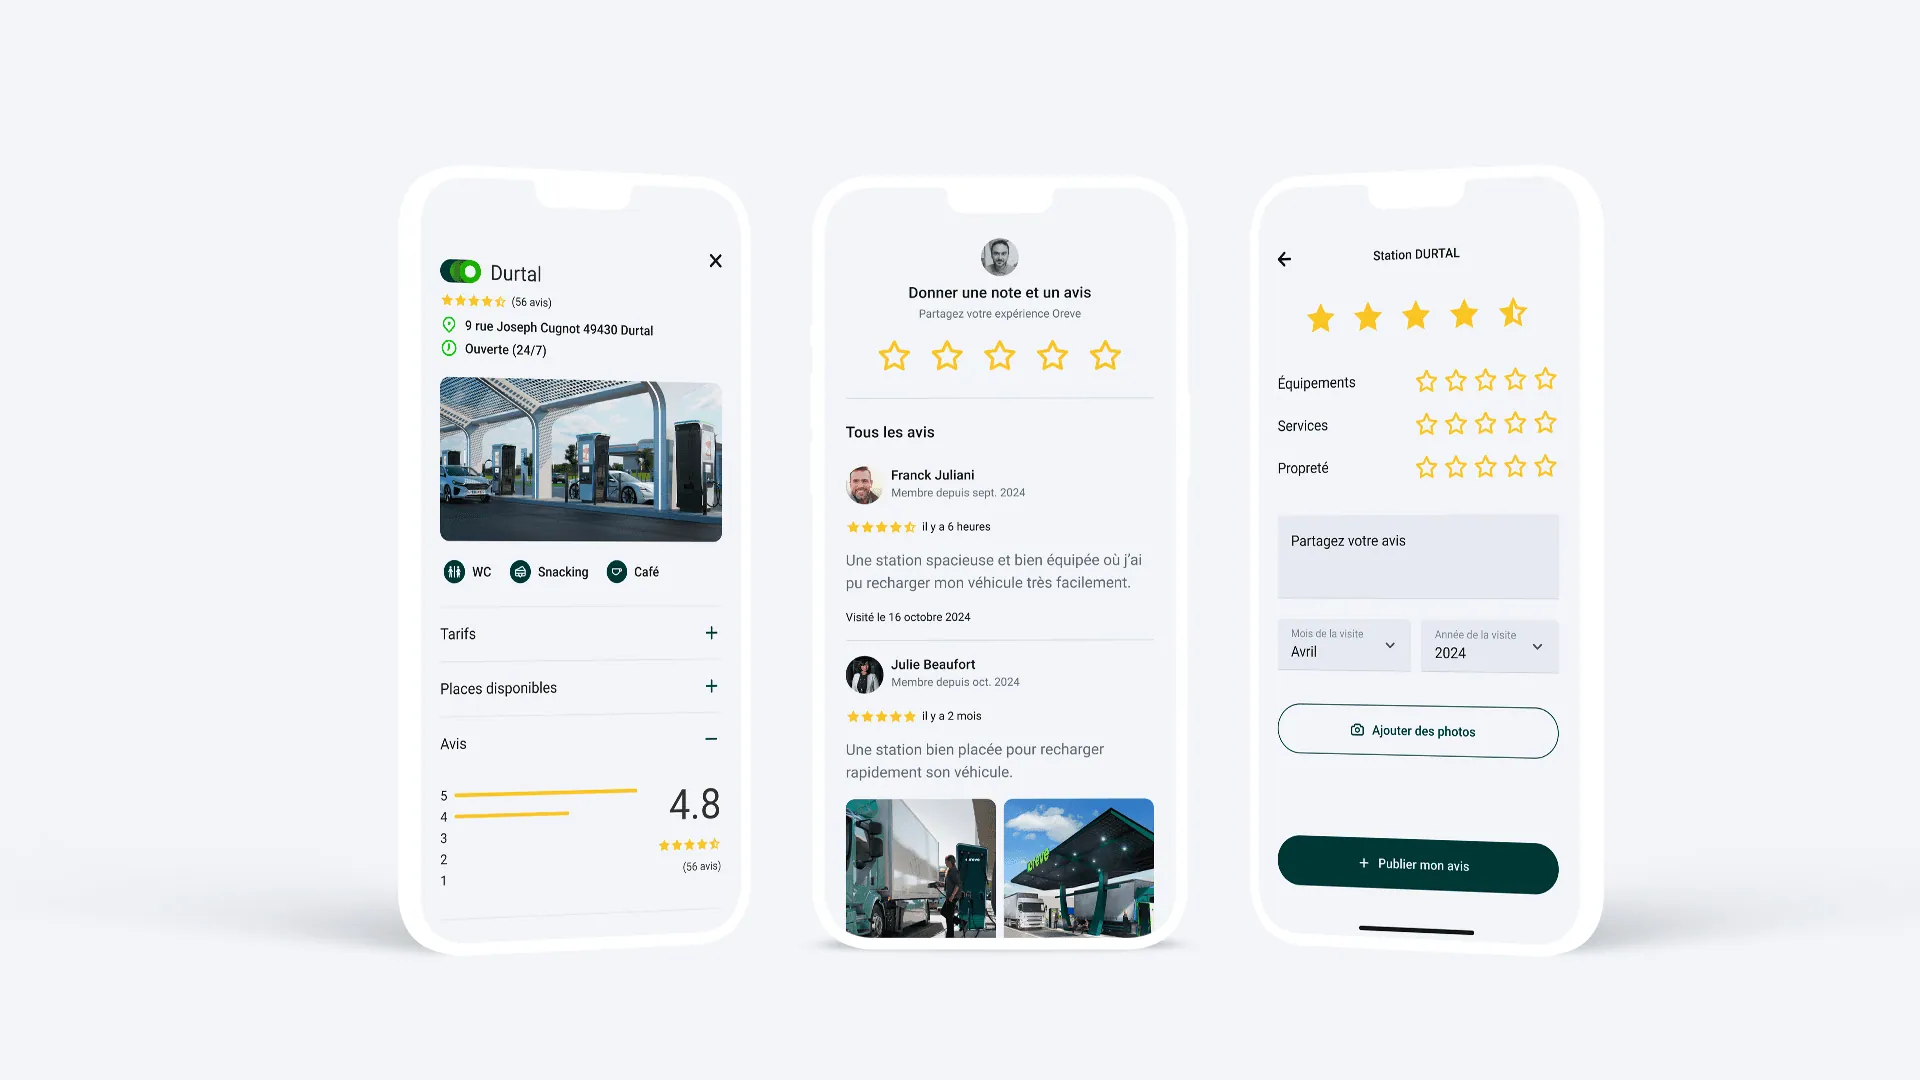 Durtal
(56 avis)
9 rue Joseph Cugnot 49430 Durtal
Ouverte (24/7)
WC
Snacking
Café
Tarifs
Places disponibles
Avis
5
4
3
2
1
4.8
(56 avis)
Donner une note et un avis
Partagez votre expérience Oreve
Tous les avis
Franck Juliani
Membre depuis sept. 2024
il y a 6 heures
Une station spacieuse et bien équipée où j’ai
pu recharger mon véhicule très facilement.
Visité le 16 octobre 2024
Julie Beaufort
Membre depuis oct. 2024
il y a 2 mois
Une station bien placée pour recharger
rapidement son véhicule.
oreve
oreve
Station DURTAL
Équipements
Services
Propreté
Partagez votre avis
Mois de la visite
Avril
Année de la visite
2024
Ajouter des photos
+ Publier mon avis